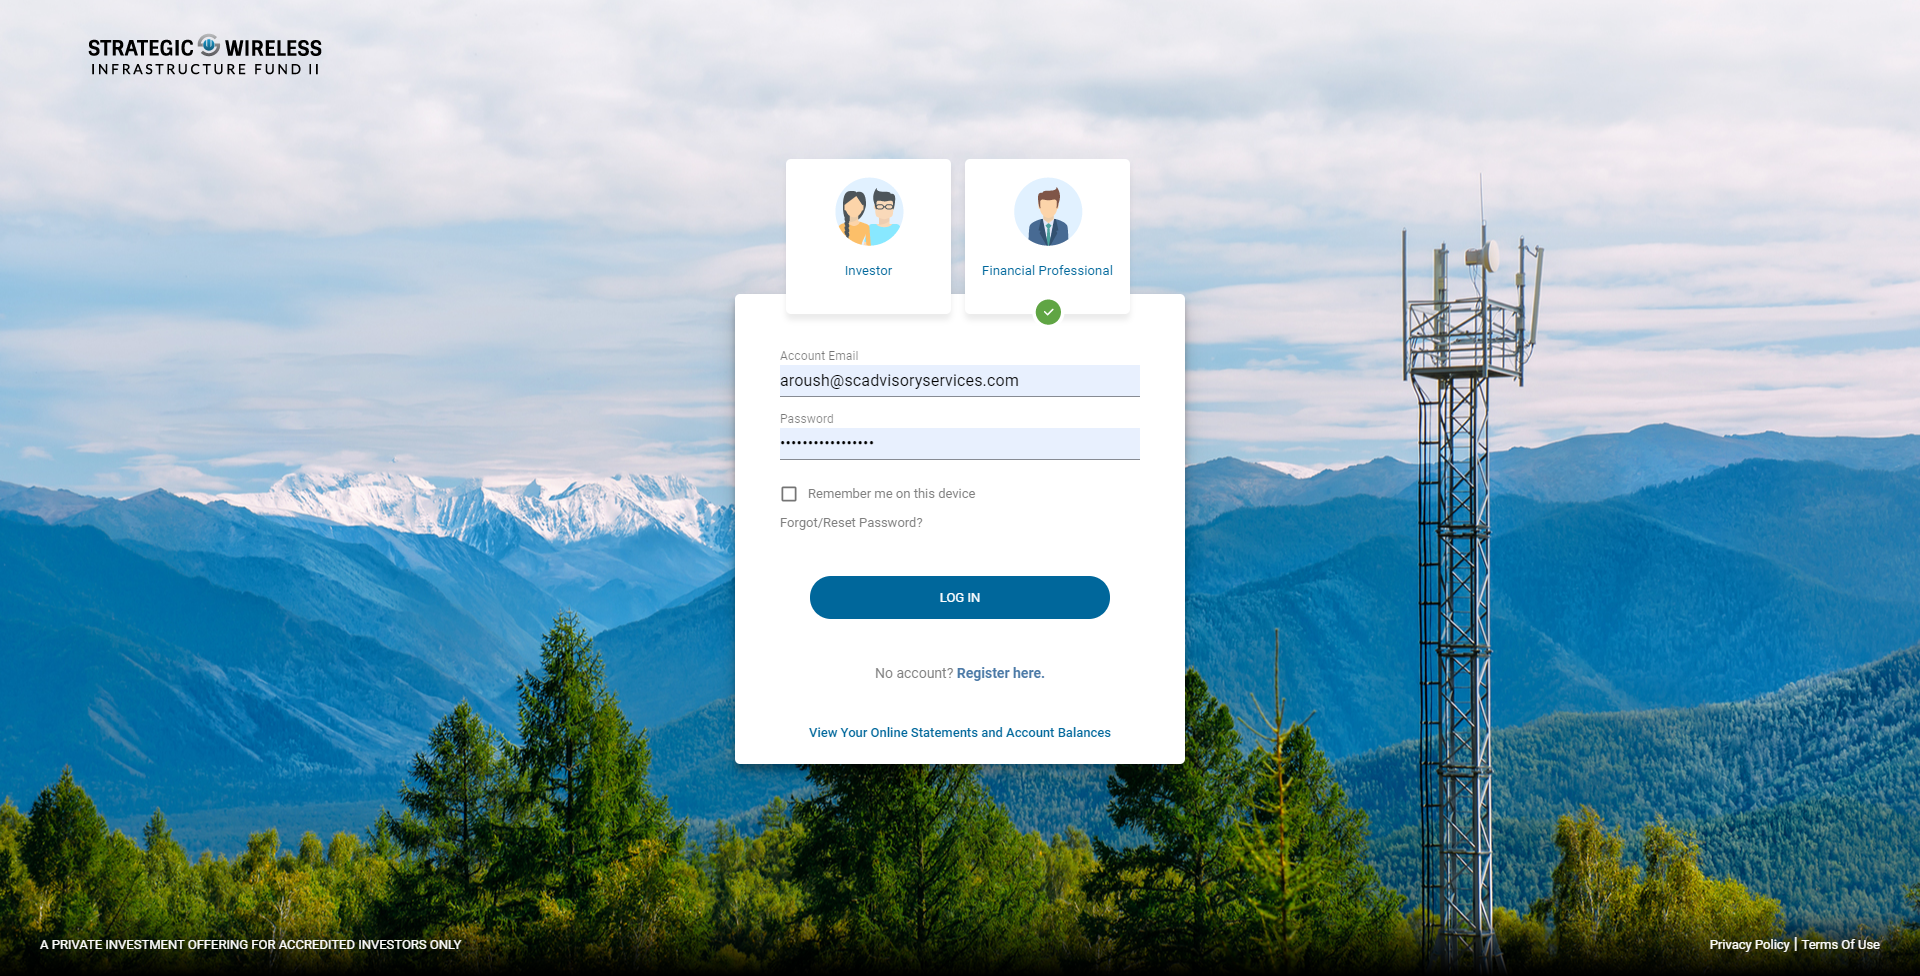 STRATEGIC WIRELESS
INFRASTRUCTURE FUND II
Investor
Financial Professional
Account Email
aroush@scadvisoryservices.com
Password
•••••••••••••••••
Remember me on this device
Forgot/Reset Password?
LOG IN
No account? Register here.
View Your Online Statements and Account Balances
A PRIVATE INVESTMENT OFFERING FOR ACCREDITED INVESTORS ONLY
Privacy Policy | Terms Of Use